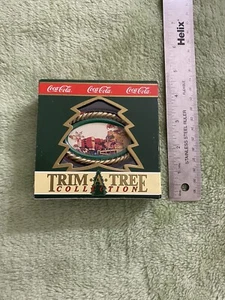 Coca-Cola Coca-Cola Coca-Cola
TRIM-A-TREE
COLLECTION
Helix
STAINLESS STEEL RULER